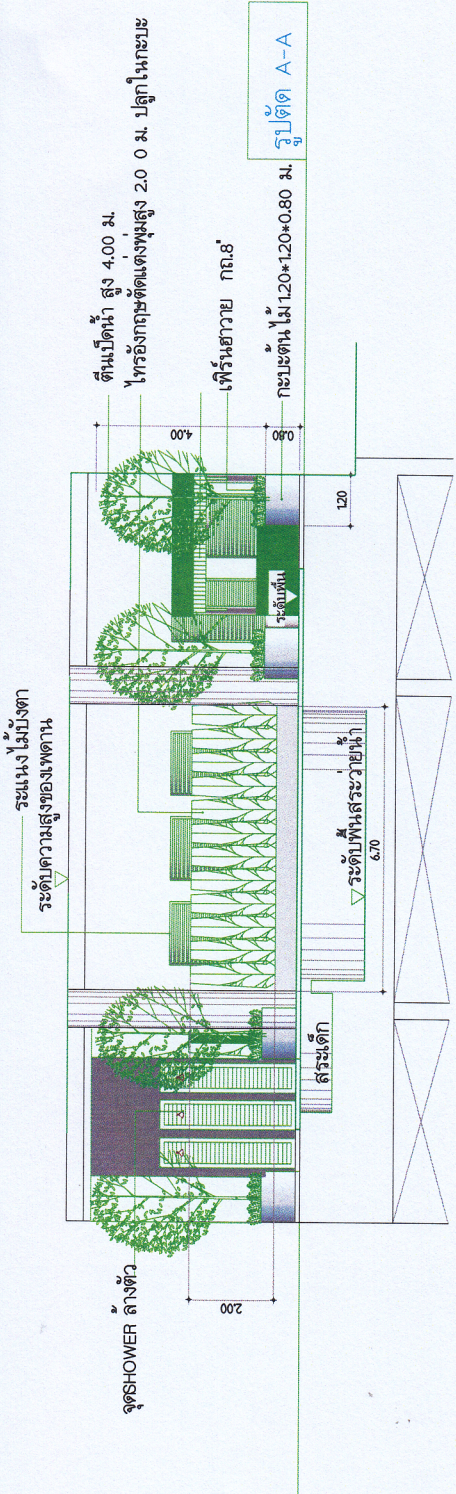 ระแนงไม้บังตา
ระดับความสูงของเพดาน
ตีนเป็ดน้ำ สูง 4.00 ม.
ไทรอังกฤษตัดแต่งพุ่มสูง 2.0 0 ม. ปลูกในกะบะ
จุดSHOWER ล้างตัว
เฟิร์นฮาวาย กถ.8"
กะบะต้นไม้1.20*1.20*0.80 ม.
4.00
0.80
1.20
2.00
ระดับพื้น
สระเด็ก
ระดับพื้นสระว่ายน้ำ
6.70
รูปตัด A-A